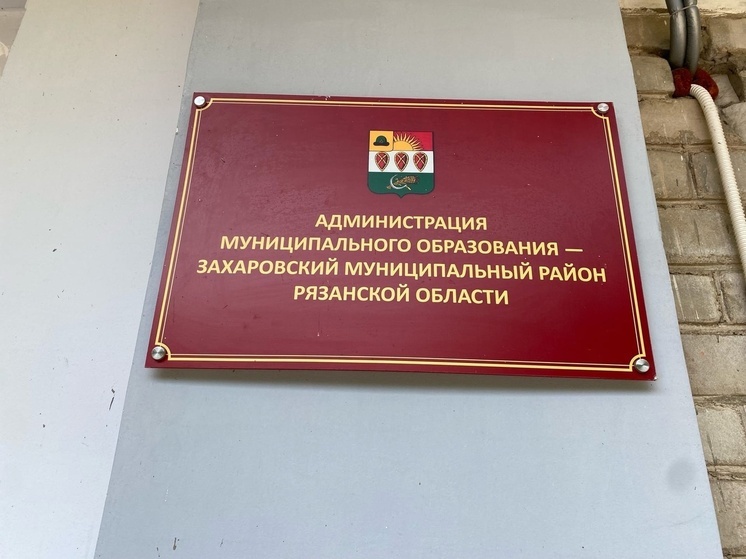 АДМИНИСТРАЦИЯ
МУНИЦИПАЛЬНОГО ОБРАЗОВАНИЯ —
ЗАХАРОВСКИЙ МУНИЦИПАЛЬНЫЙ РАЙОН
РЯЗАНСКОЙ ОБЛАСТИ